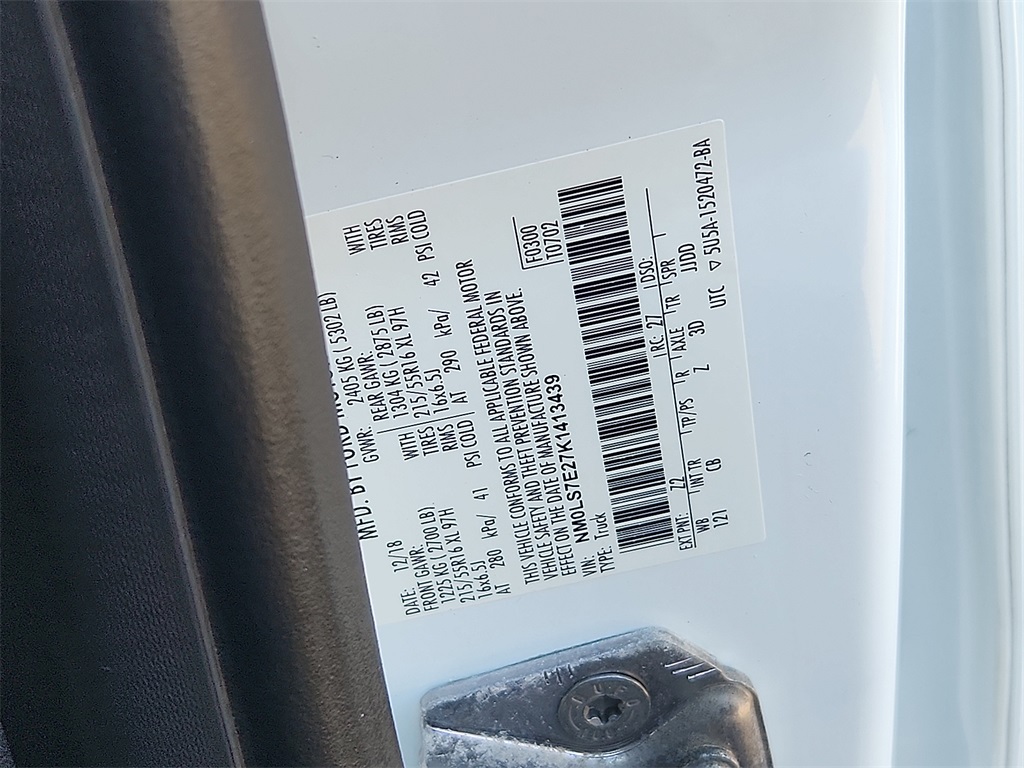 MFD. BY FORD
DATE: 12/18 GVWR: 2405 KG ( 5302 LB)
FRONT GAWR: REAR GAWR:
1225 KG ( 2700 LB) WITH 1304 KG ( 2875 LB) WITH
215/55R16 XL 97H TIRES 215/55R16 XL 97H TIRES
16x6.5J RIMS 16x6.5J RIMS
AT 280 kPa/ 41 PSI COLD AT 290 kPa/ 42 PSI COLD
THIS VEHICLE CONFORMS TO ALL APPLICABLE FEDERAL MOTOR
VEHICLE SAFETY AND THEFT PREVENTION STANDARDS IN
EFFECT ON THE DATE OF MANUFACTURE SHOWN ABOVE.
F0300
T0702
VIN: NM0LS7E27K1413439
TYPE: Truck
EXT PNT: Z2 RC: 27 DSO:
WB INT TR TP/PS R AXLE TR SPR
121 CB Z 3D JJDD
UTC ▽ 5U5A-1520472-BA